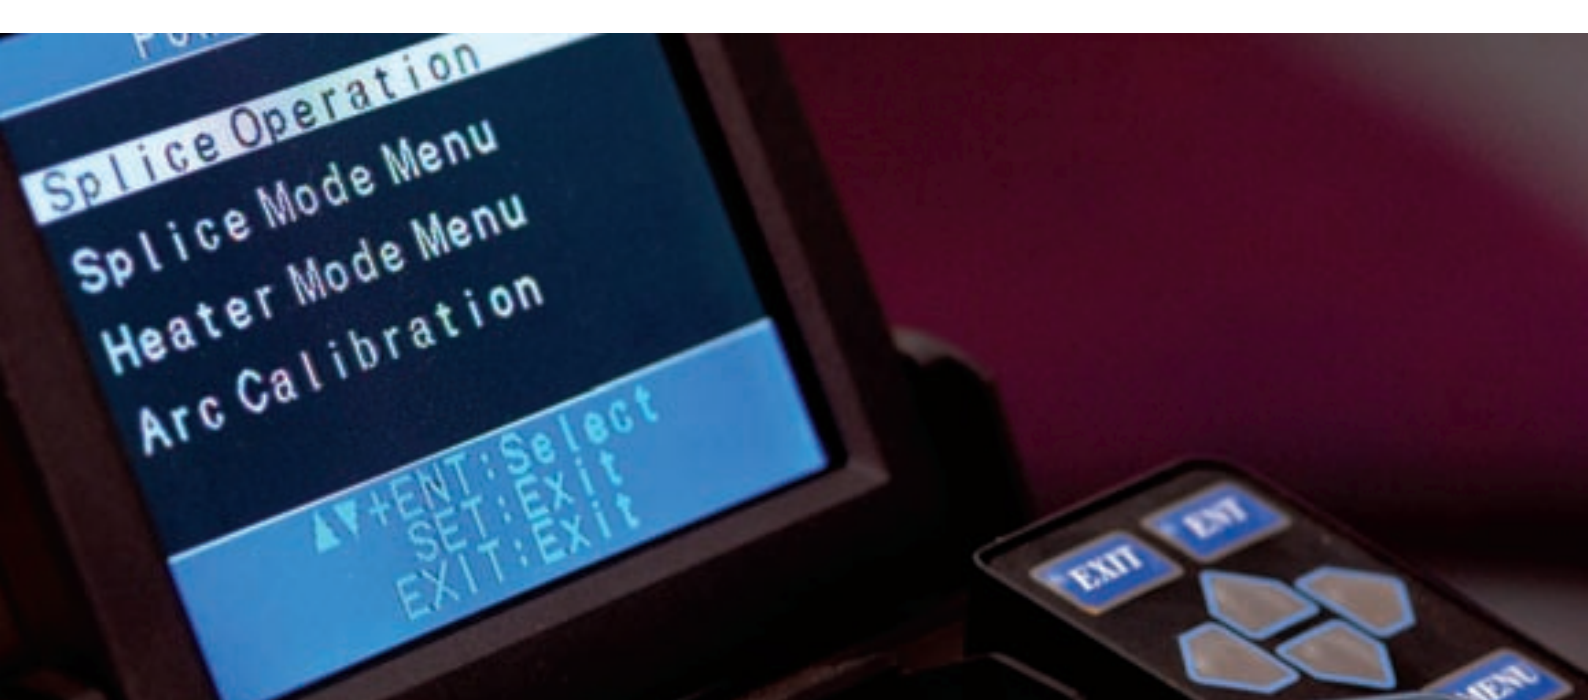 Splice Operation
Splice Mode Menu
Heater Mode Menu
Arc Calibration
▲▼+ENT:Select
SET:Exit
EXIT:Exit
EXIT
ENT
MENU